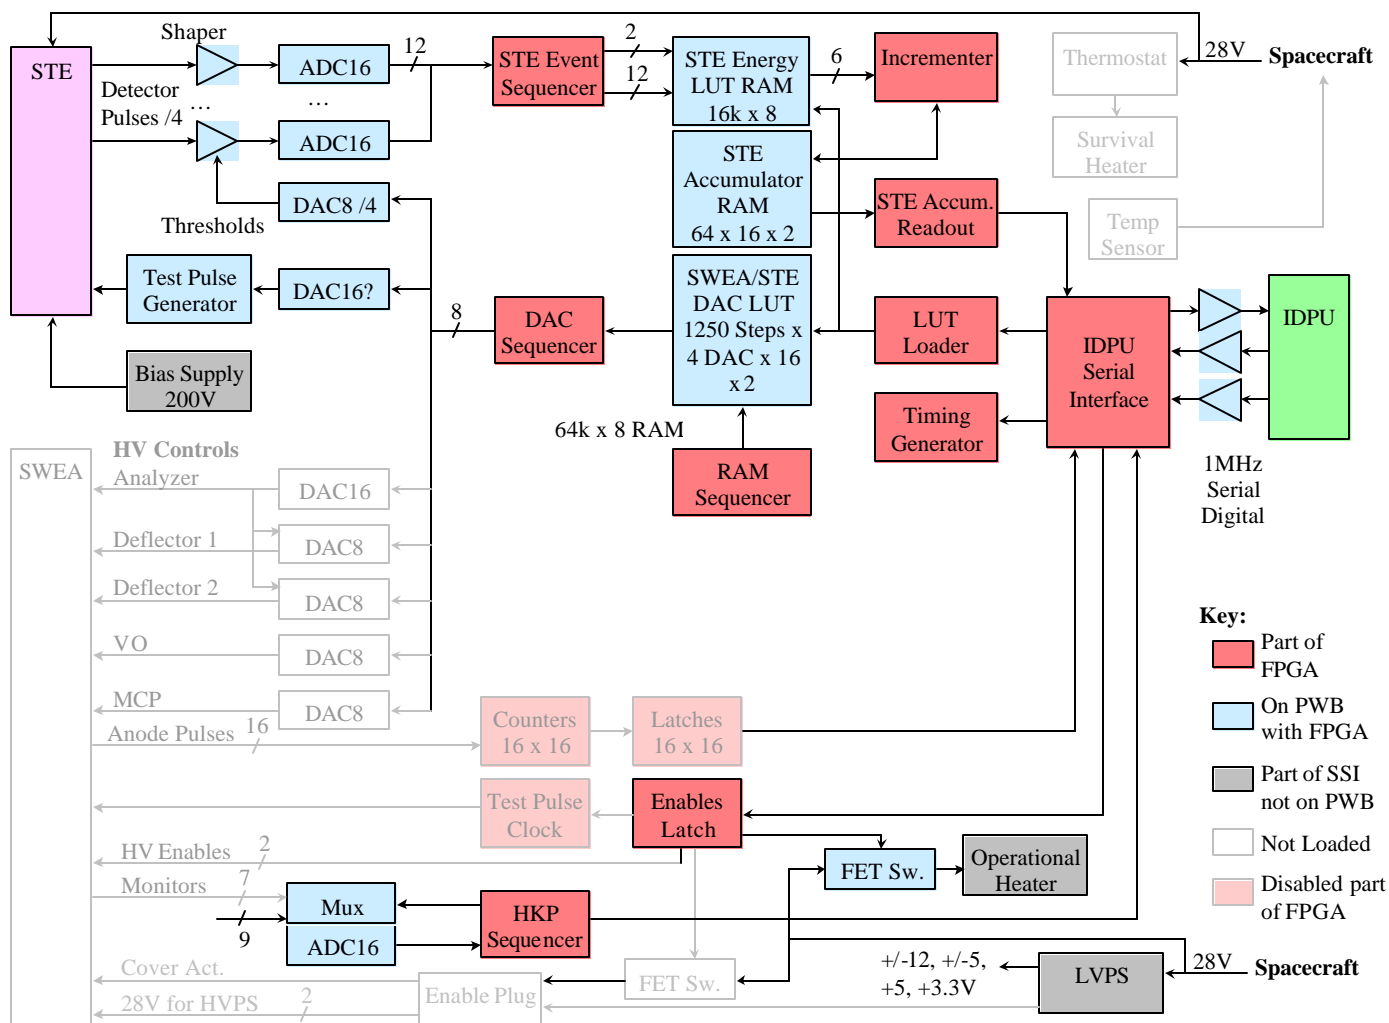 Shaper
STE
ADC16
12
STE Event
Sequencer
2
12
STE Energy
LUT RAM
16k x 8
6
Incrementer
Thermostat
28V
Spacecraft
Detector
Pulses /4
...
...
ADC16
Survival
Heater
STE
Accumulator
RAM
64 x 16 x 2
DAC8 /4
Thresholds
STE Accum.
Readout
Temp
Sensor
Test Pulse
Generator
DAC16?
8
DAC
Sequencer
SWEA/STE
DAC LUT
1250 Steps x
4 DAC x 16
x 2
LUT
Loader
IDPU
Serial
Interface
IDPU
Bias Supply
200V
Timing
Generator
64k x 8 RAM
RAM
Sequencer
1MHz
Serial
Digital
HV Controls
SWEA
Analyzer
DAC16
Deflector 1
DAC8
Deflector 2
DAC8
VO
DAC8
MCP
DAC8
Anode Pulses
16
Counters
16 x 16
Latches
16 x 16
Test Pulse
Clock
Enables
Latch
HV Enables
2
FET Sw.
Operational
Heater
Monitors
7
9
Mux
ADC16
HKP
Sequencer
Cover Act.
28V for HVPS
2
Enable Plug
FET Sw.
+/-12, +/-5,
+5, +3.3V
LVPS
28V
Spacecraft
Key:
Part of
FPGA
On PWB
with FPGA
Part of SSI
not on PWB
Not Loaded
Disabled part
of FPGA